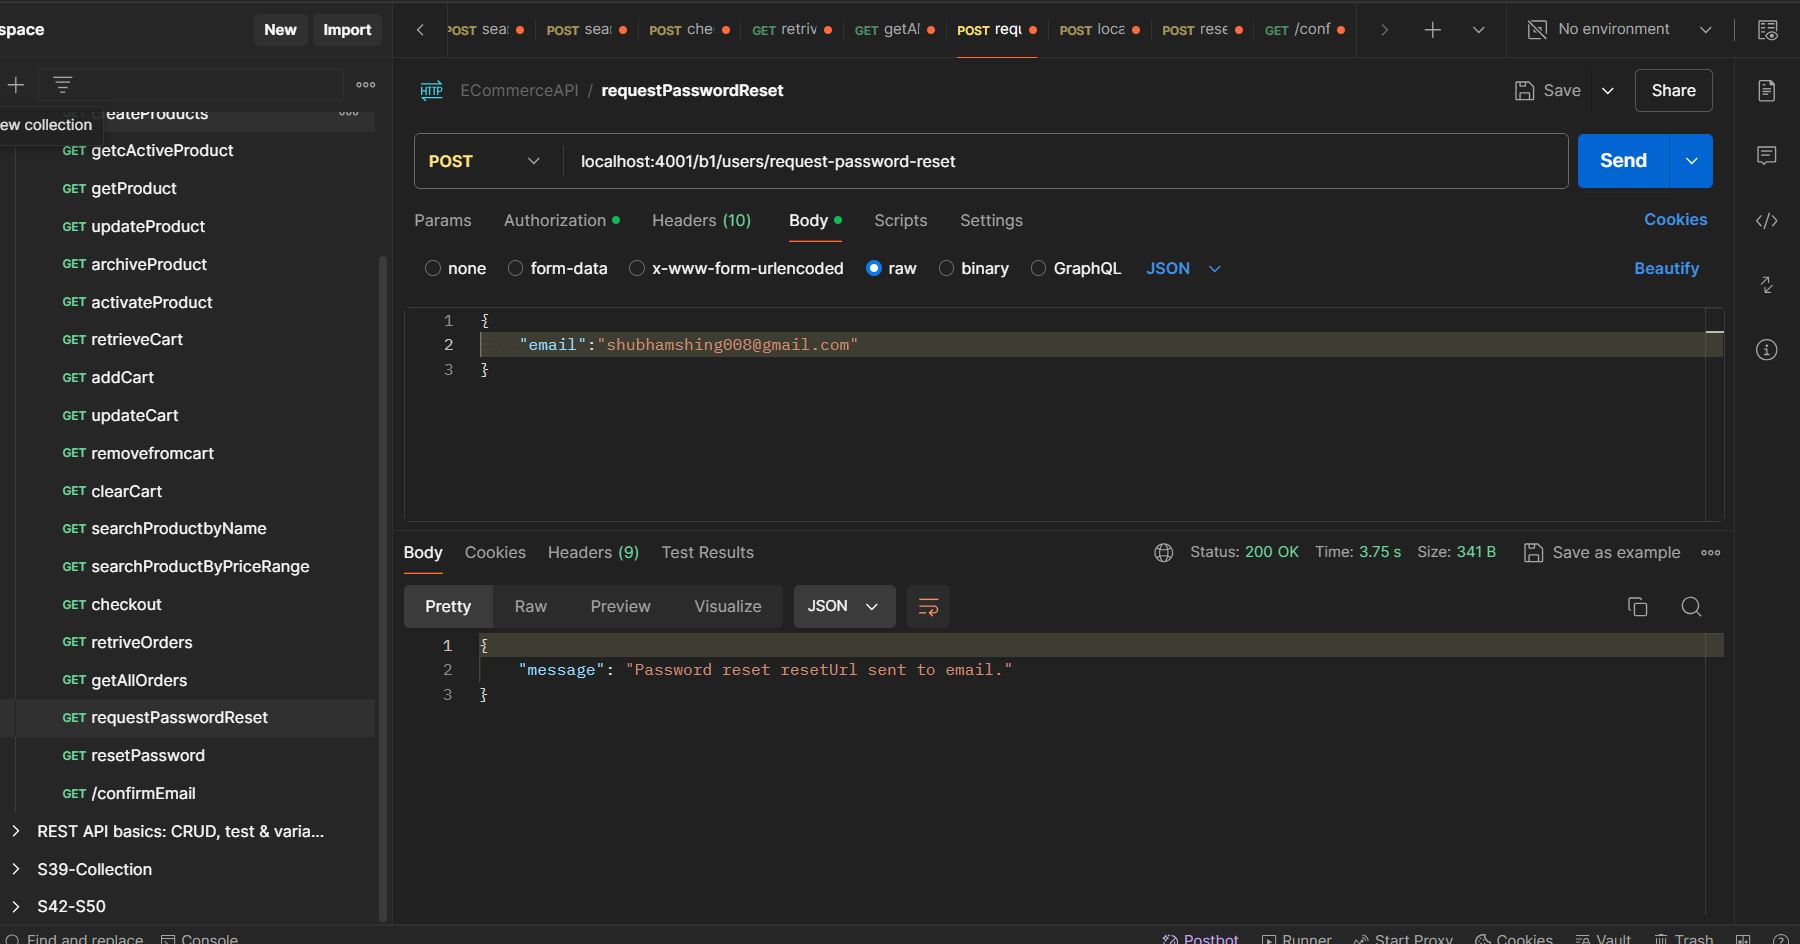 space
New
Import
POST sear
POST sear
POST che
GET retriv
GET getAl
POST requ
POST loca
POST rese
GET /conf
No environment
ECommerceAPI / requestPasswordReset
Save
Share
ew collection
createProducts
GET getcActiveProduct
GET getProduct
GET updateProduct
GET archiveProduct
GET activateProduct
GET retrieveCart
GET addCart
GET updateCart
GET removefromcart
GET clearCart
GET searchProductbyName
GET searchProductByPriceRange
GET checkout
GET retriveOrders
GET getAllOrders
GET requestPasswordReset
GET resetPassword
GET /confirmEmail
REST API basics: CRUD, test & varia...
S39-Collection
S42-S50
POST
localhost:4001/b1/users/request-password-reset
Send
Params
Authorization
Headers (10)
Body
Scripts
Settings
Cookies
none
form-data
x-www-form-urlencoded
raw
binary
GraphQL
JSON
Beautify
1 {
2 "email":"shubhamshing008@gmail.com"
3 }
Body
Cookies
Headers (9)
Test Results
Status: 200 OK
Time: 3.75 s
Size: 341 B
Save as example
Pretty
Raw
Preview
Visualize
JSON
1 {
2 "message": "Password reset resetUrl sent to email."
3 }
Find and replace
Console
Postbot
Runner
Start Proxy
Cookies
Vault
Trash